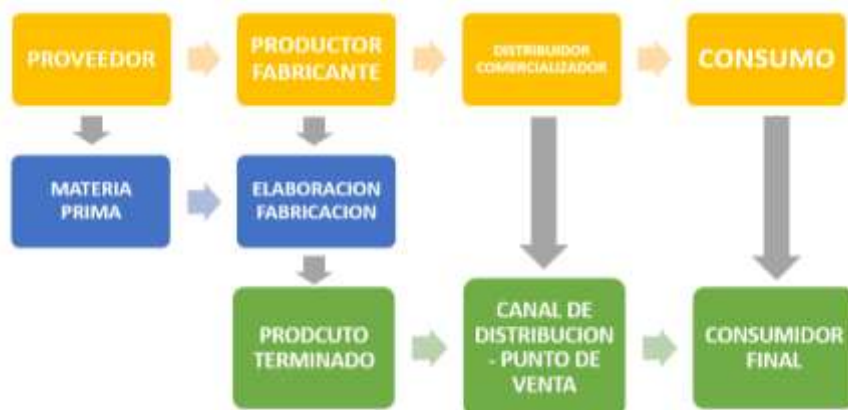 PROVEEDOR
PRODUCTOR
FABRICANTE
DISTRIBUIDOR
COMERCIALIZADOR
CONSUMO
MATERIA
PRIMA
ELABORACION
FABRICACION
PRODCUTO
TERMINADO
CANAL DE
DISTRIBUCION
- PUNTO DE
VENTA
CONSUMIDOR
FINAL